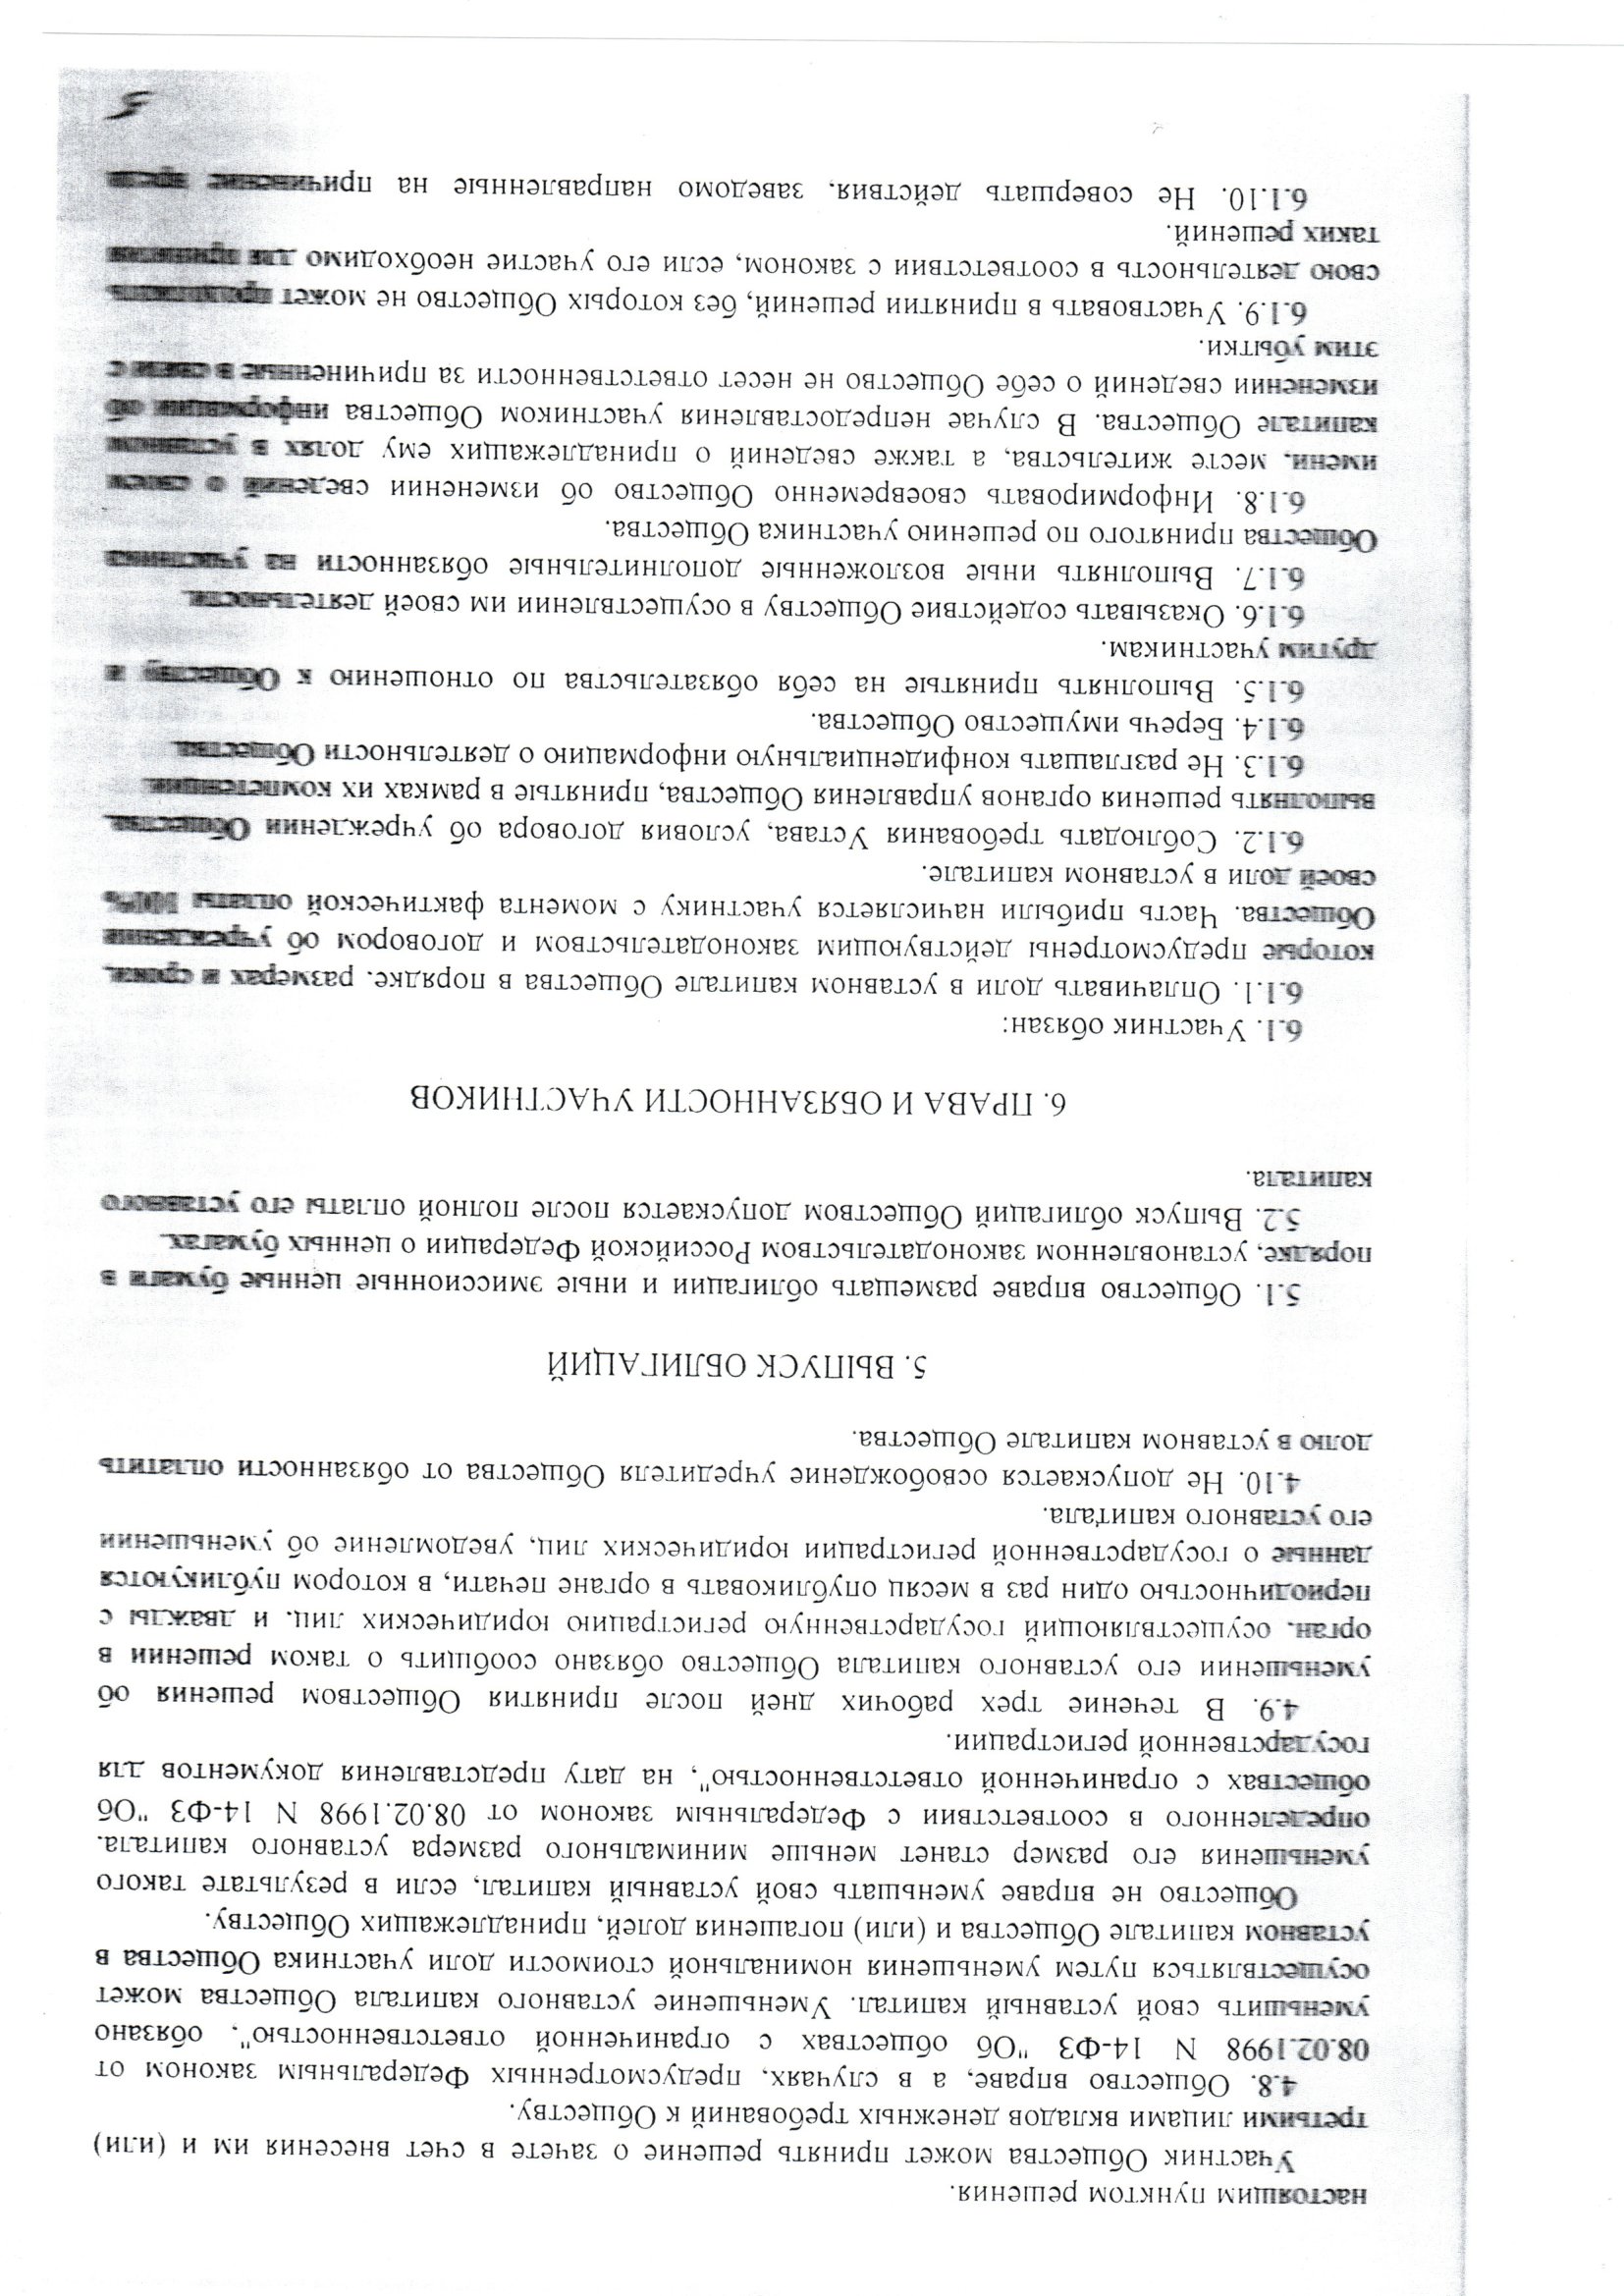 настоящим пунктом решения.
Участник Общества может принять решение о зачете в счет внесения им и (или)
третьими лицами вкладов денежных требований к Обществу.
4.8. Общество вправе, а в случаях, предусмотренных Федеральным законом от
08.02.1998 N 14-ФЗ "Об обществах с ограниченной ответственностью", обязано
уменьшить свой уставный капитал. Уменьшение уставного капитала Общества может
осуществляться путем уменьшения номинальной стоимости доли участника Общества в
уставном капитале Общества и (или) погашения долей, принадлежащих Обществу.
Общество не вправе уменьшать свой уставный капитал, если в результате такого
уменьшения его размер станет меньше минимального размера уставного капитала,
определенного в соответствии с Федеральным законом от 08.02.1998 N 14-ФЗ "Об
обществах с ограниченной ответственностью", на дату представления документов для
государственной регистрации.
4.9. В течение трех рабочих дней после принятия Обществом решения об
уменьшении его уставного капитала Общество обязано сообщить о таком решении в
орган, осуществляющий государственную регистрацию юридических лиц, и дважды с
периодичностью один раз в месяц опубликовать в органе печати, в котором публикуются
данные о государственной регистрации юридических лиц, уведомление об уменьшении
его уставного капитала.
4.10. Не допускается освобождение учредителя Общества от обязанности оплатить
долю в уставном капитале Общества.
5. ВЫПУСК ОБЛИГАЦИЙ
5.1. Общество вправе размещать облигации и иные эмиссионные ценные бумаги в
порядке, установленном законодательством Российской Федерации о ценных бумагах.
5.2. Выпуск облигаций Обществом допускается после полной оплаты его уставного
капитала.
6. ПРАВА И ОБЯЗАННОСТИ УЧАСТНИКОВ
6.1. Участник обязан:
6.1.1. Оплачивать доли в уставном капитале Общества в порядке, размерах и сроки,
которые предусмотрены действующим законодательством и договором об учреждении
Общества. Часть прибыли начисляется участнику с момента фактической оплаты 100%
своей доли в уставном капитале.
6.1.2. Соблюдать требования Устава, условия договора об учреждении Общества,
выполнять решения органов управления Общества, принятые в рамках их компетенции.
6.1.3. Не разглашать конфиденциальную информацию о деятельности Общества.
6.1.4. Беречь имущество Общества.
6.1.5. Выполнять принятые на себя обязательства по отношению к Обществу и
другим участникам.
6.1.6. Оказывать содействие Обществу в осуществлении им своей деятельности.
6.1.7. Выполнять иные возложенные дополнительные обязанности на участника
Общества принятого по решению участника Общества.
6.1.8. Информировать своевременно Общество об изменении сведений о своем
имени, месте жительства, а также сведений о принадлежащих ему долях в уставном
капитале Общества. В случае непредоставления участником Общества информации об
изменении сведений о себе Общество не несет ответственности за причиненные в связи с
этим убытки.
6.1.9. Участвовать в принятии решений, без которых Общество не может продолжать
свою деятельность в соответствии с законом, если его участие необходимо для принятия
таких решений.
6.1.10. Не совершать действия, заведомо направленные на причинение вреда
5